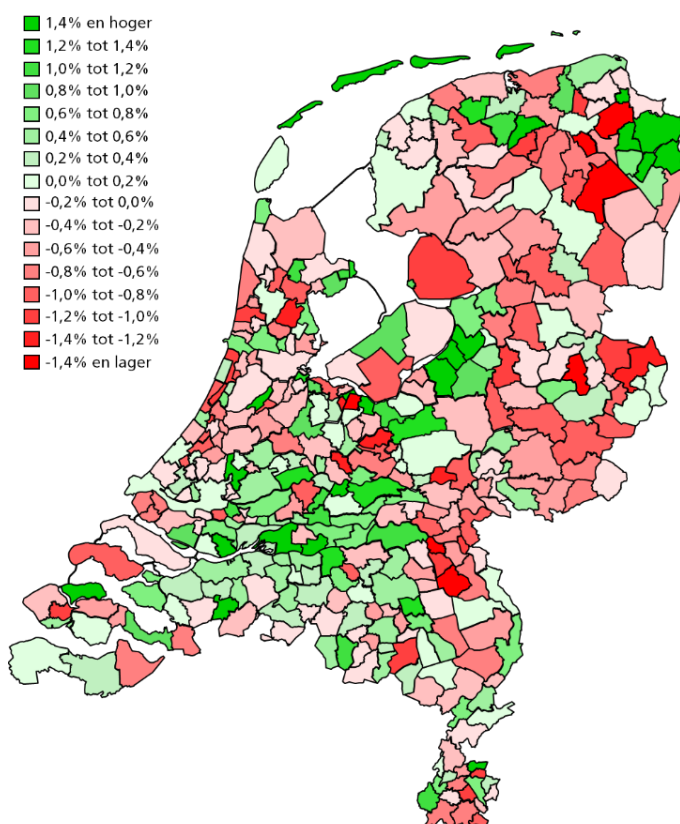 1,4% en hoger
1,2% tot 1,4%
1,0% tot 1,2%
0,8% tot 1,0%
0,6% tot 0,8%
0,4% tot 0,6%
0,2% tot 0,4%
0,0% tot 0,2%
-0,2% tot 0,0%
-0,4% tot -0,2%
-0,6% tot -0,4%
-0,8% tot -0,6%
-1,0% tot -0,8%
-1,2% tot -1,0%
-1,4% tot -1,2%
-1,4% en lager